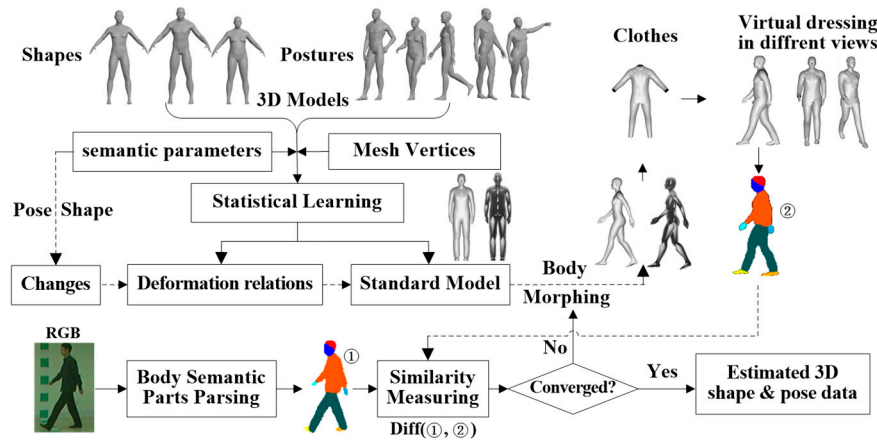 Shapes
Postures
3D Models
Clothes
Virtual dressing
in diffrent views
semantic parameters
Mesh Vertices
Statistical Learning
Pose
Shape
②
Changes
Deformation relations
Standard Model
Body
Morphing
RGB
Body Semantic
Parts Parsing
①
Similarity
Measuring
Diff(①, ②)
No
Converged?
Yes
Estimated 3D
shape & pose data